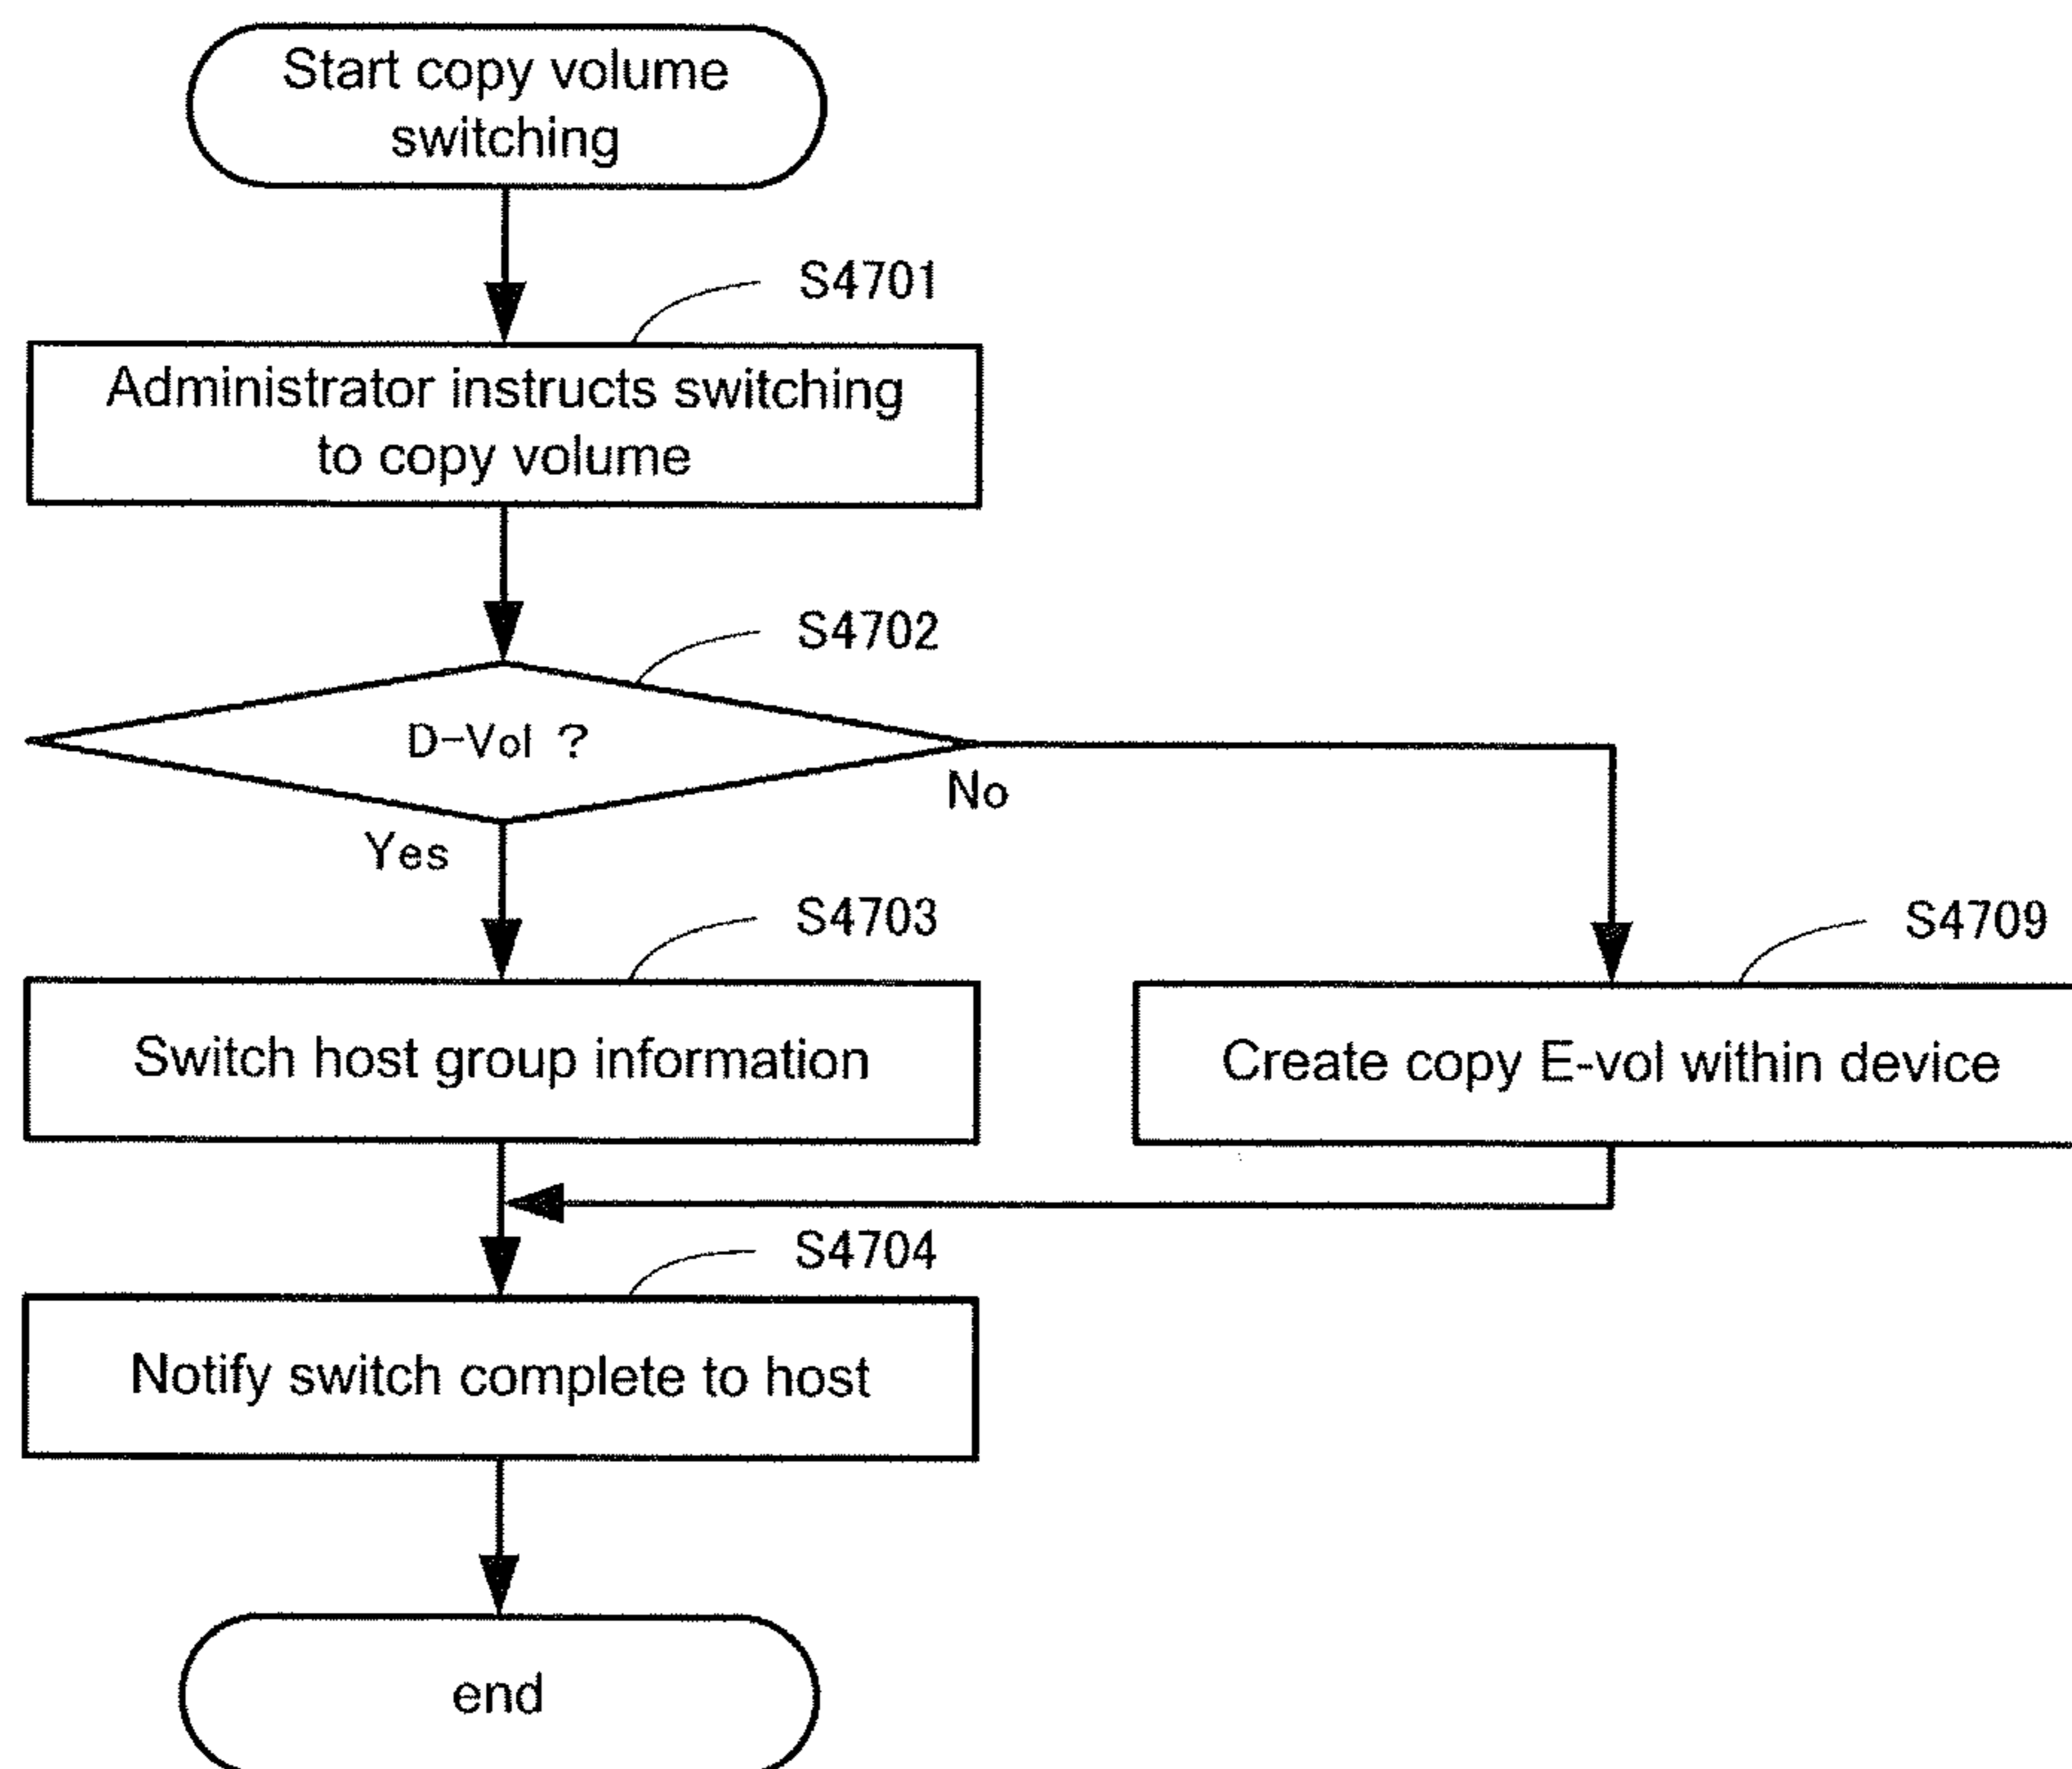 Start copy volume
switching
S4701
Administrator instructs switching
to copy volume
S4702
D-Vol ?
No
Yes
S4703
S4709
Switch host group information
Create copy E-vol within device
S4704
Notify switch complete to host
end